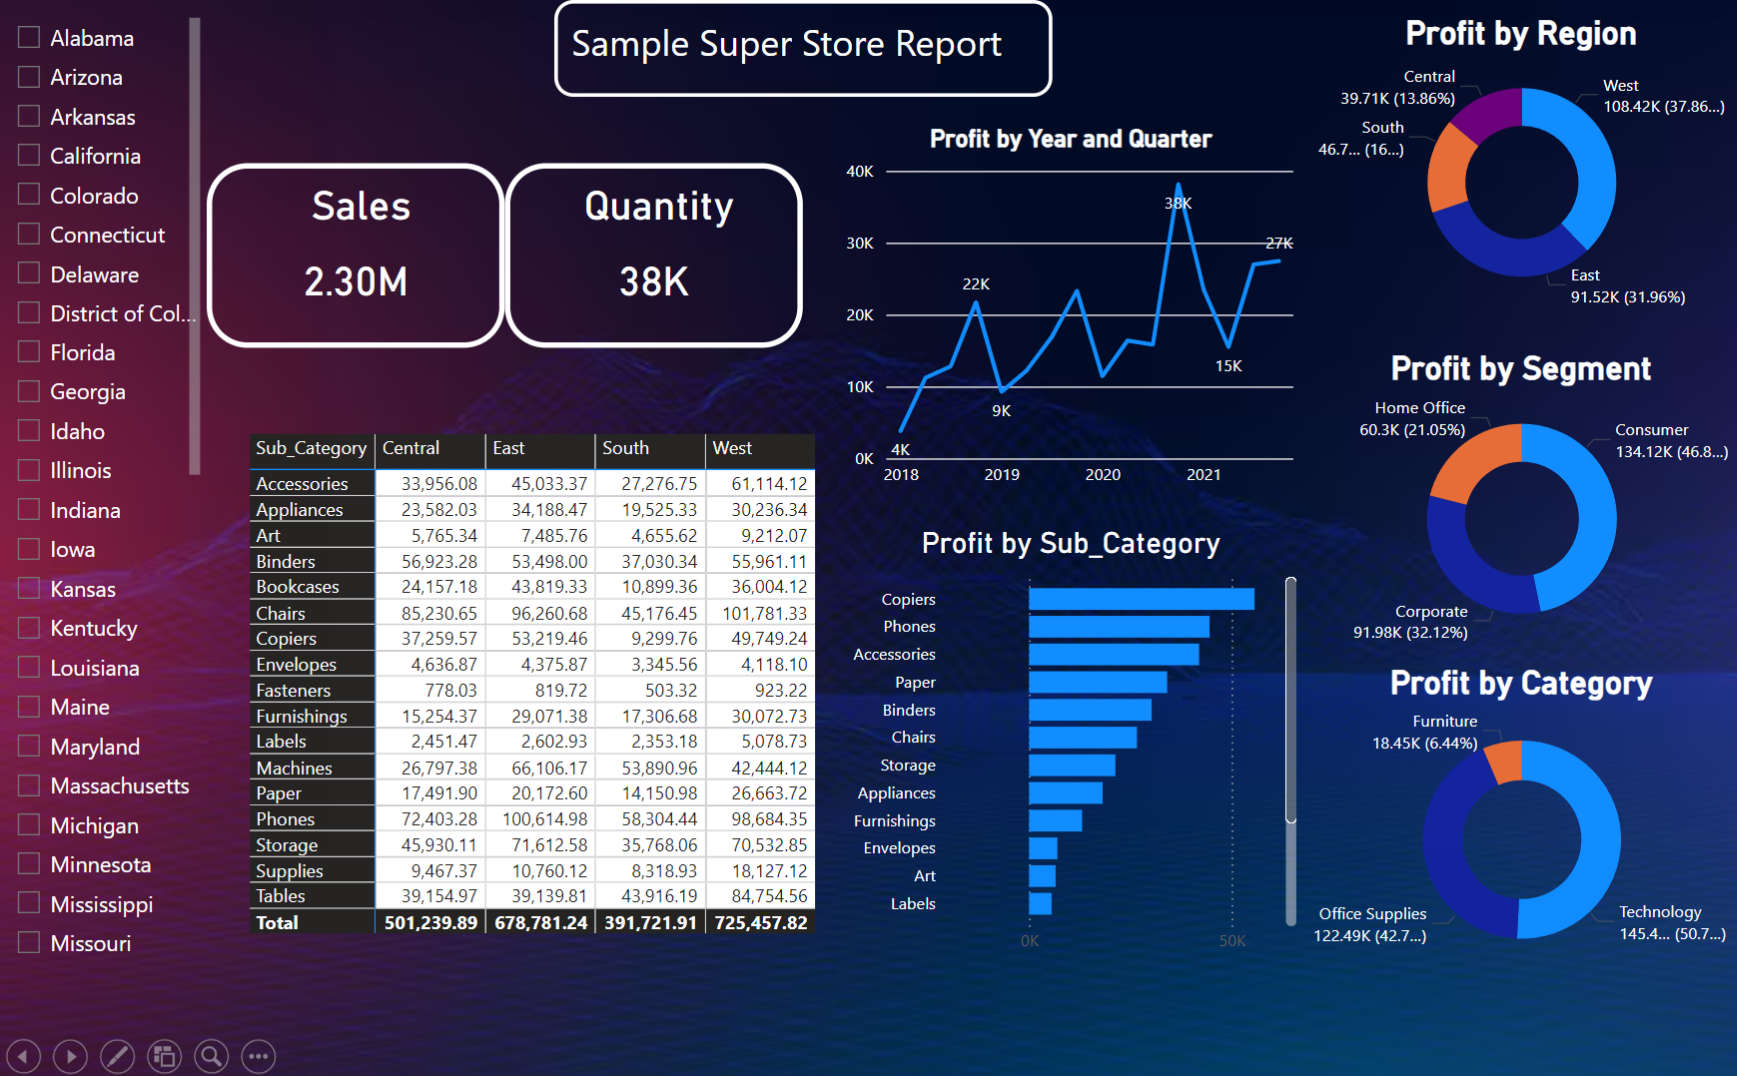 Sample Super Store Report
Alabama
Arizona
Arkansas
California
Colorado
Connecticut
Delaware
District of Col...
Florida
Georgia
Idaho
Illinois
Indiana
Iowa
Kansas
Kentucky
Louisiana
Maine
Maryland
Massachusetts
Michigan
Minnesota
Mississippi
Missouri
Sales
2.30M
Quantity
38K
Sub_Category Central East South West
Accessories 33,956.08 45,033.37 27,276.75 61,114.12
Appliances 23,582.03 34,188.47 19,525.33 30,236.34
Art 5,765.34 7,485.76 4,655.62 9,212.07
Binders 56,923.28 53,498.00 37,030.34 55,961.11
Bookcases 24,157.18 43,819.33 10,899.36 36,004.12
Chairs 85,230.65 96,260.68 45,176.45 101,781.33
Copiers 37,259.57 53,219.46 9,299.76 49,749.24
Envelopes 4,636.87 4,375.87 3,345.56 4,118.10
Fasteners 778.03 819.72 503.32 923.22
Furnishings 15,254.37 29,071.38 17,306.68 30,072.73
Labels 2,451.47 2,602.93 2,353.18 5,078.73
Machines 26,797.38 66,106.17 53,890.96 42,444.12
Paper 17,491.90 20,172.60 14,150.98 26,663.72
Phones 72,403.28 100,614.98 58,304.44 98,684.35
Storage 45,930.11 71,612.58 35,768.06 70,532.85
Supplies 9,467.37 10,760.12 8,318.93 18,127.12
Tables 39,154.97 39,139.81 43,916.19 84,754.56
Total 501,239.89 678,781.24 391,721.91 725,457.82
Profit by Year and Quarter
40K
30K
20K
10K
0K
4K
22K
9K
38K
15K
27K
2018 2019 2020 2021
Profit by Sub_Category
Copiers
Phones
Accessories
Paper
Binders
Chairs
Storage
Appliances
Furnishings
Envelopes
Art
Labels
0K 50K
Profit by Region
Central
39.71K (13.86%)
South
46.7... (16...)
West
108.42K (37.86...)
East
91.52K (31.96%)
Profit by Segment
Home Office
60.3K (21.05%)
Consumer
134.12K (46.8...)
Corporate
91.98K (32.12%)
Profit by Category
Furniture
18.45K (6.44%)
Office Supplies
122.49K (42.7...)
Technology
145.4... (50.7...)